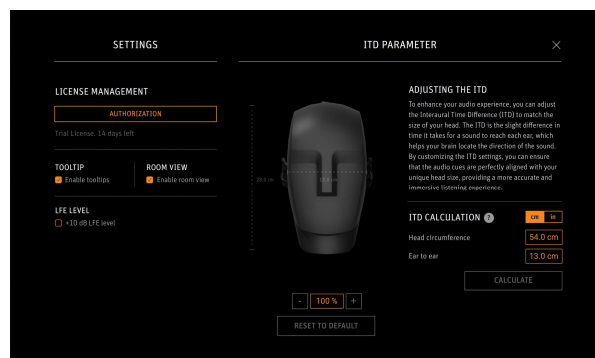 SETTINGS
ITD PARAMETER
LICENSE MANAGEMENT
AUTHORIZATION
Trial License. 14 days left
TOOLTIP
Enable tooltips
ROOM VIEW
Enable room view
LFE LEVEL
+10 dB LFE level
- 100 % +
RESET TO DEFAULT
ADJUSTING THE ITD
To enhance your audio experience, you can adjust
the Interaural Time Difference (ITD) to match the
size of your head. The ITD is the slight difference in
time it takes for a sound to reach each ear, which
helps your brain locate the direction of the sound.
By customizing the ITD settings, you can ensure
that the audio cues are perfectly aligned with your
unique head size, providing a more accurate and
immersive listening experience.
ITD CALCULATION ?
cm in
Head circumference 54.0 cm
Ear to ear 13.0 cm
CALCULATE